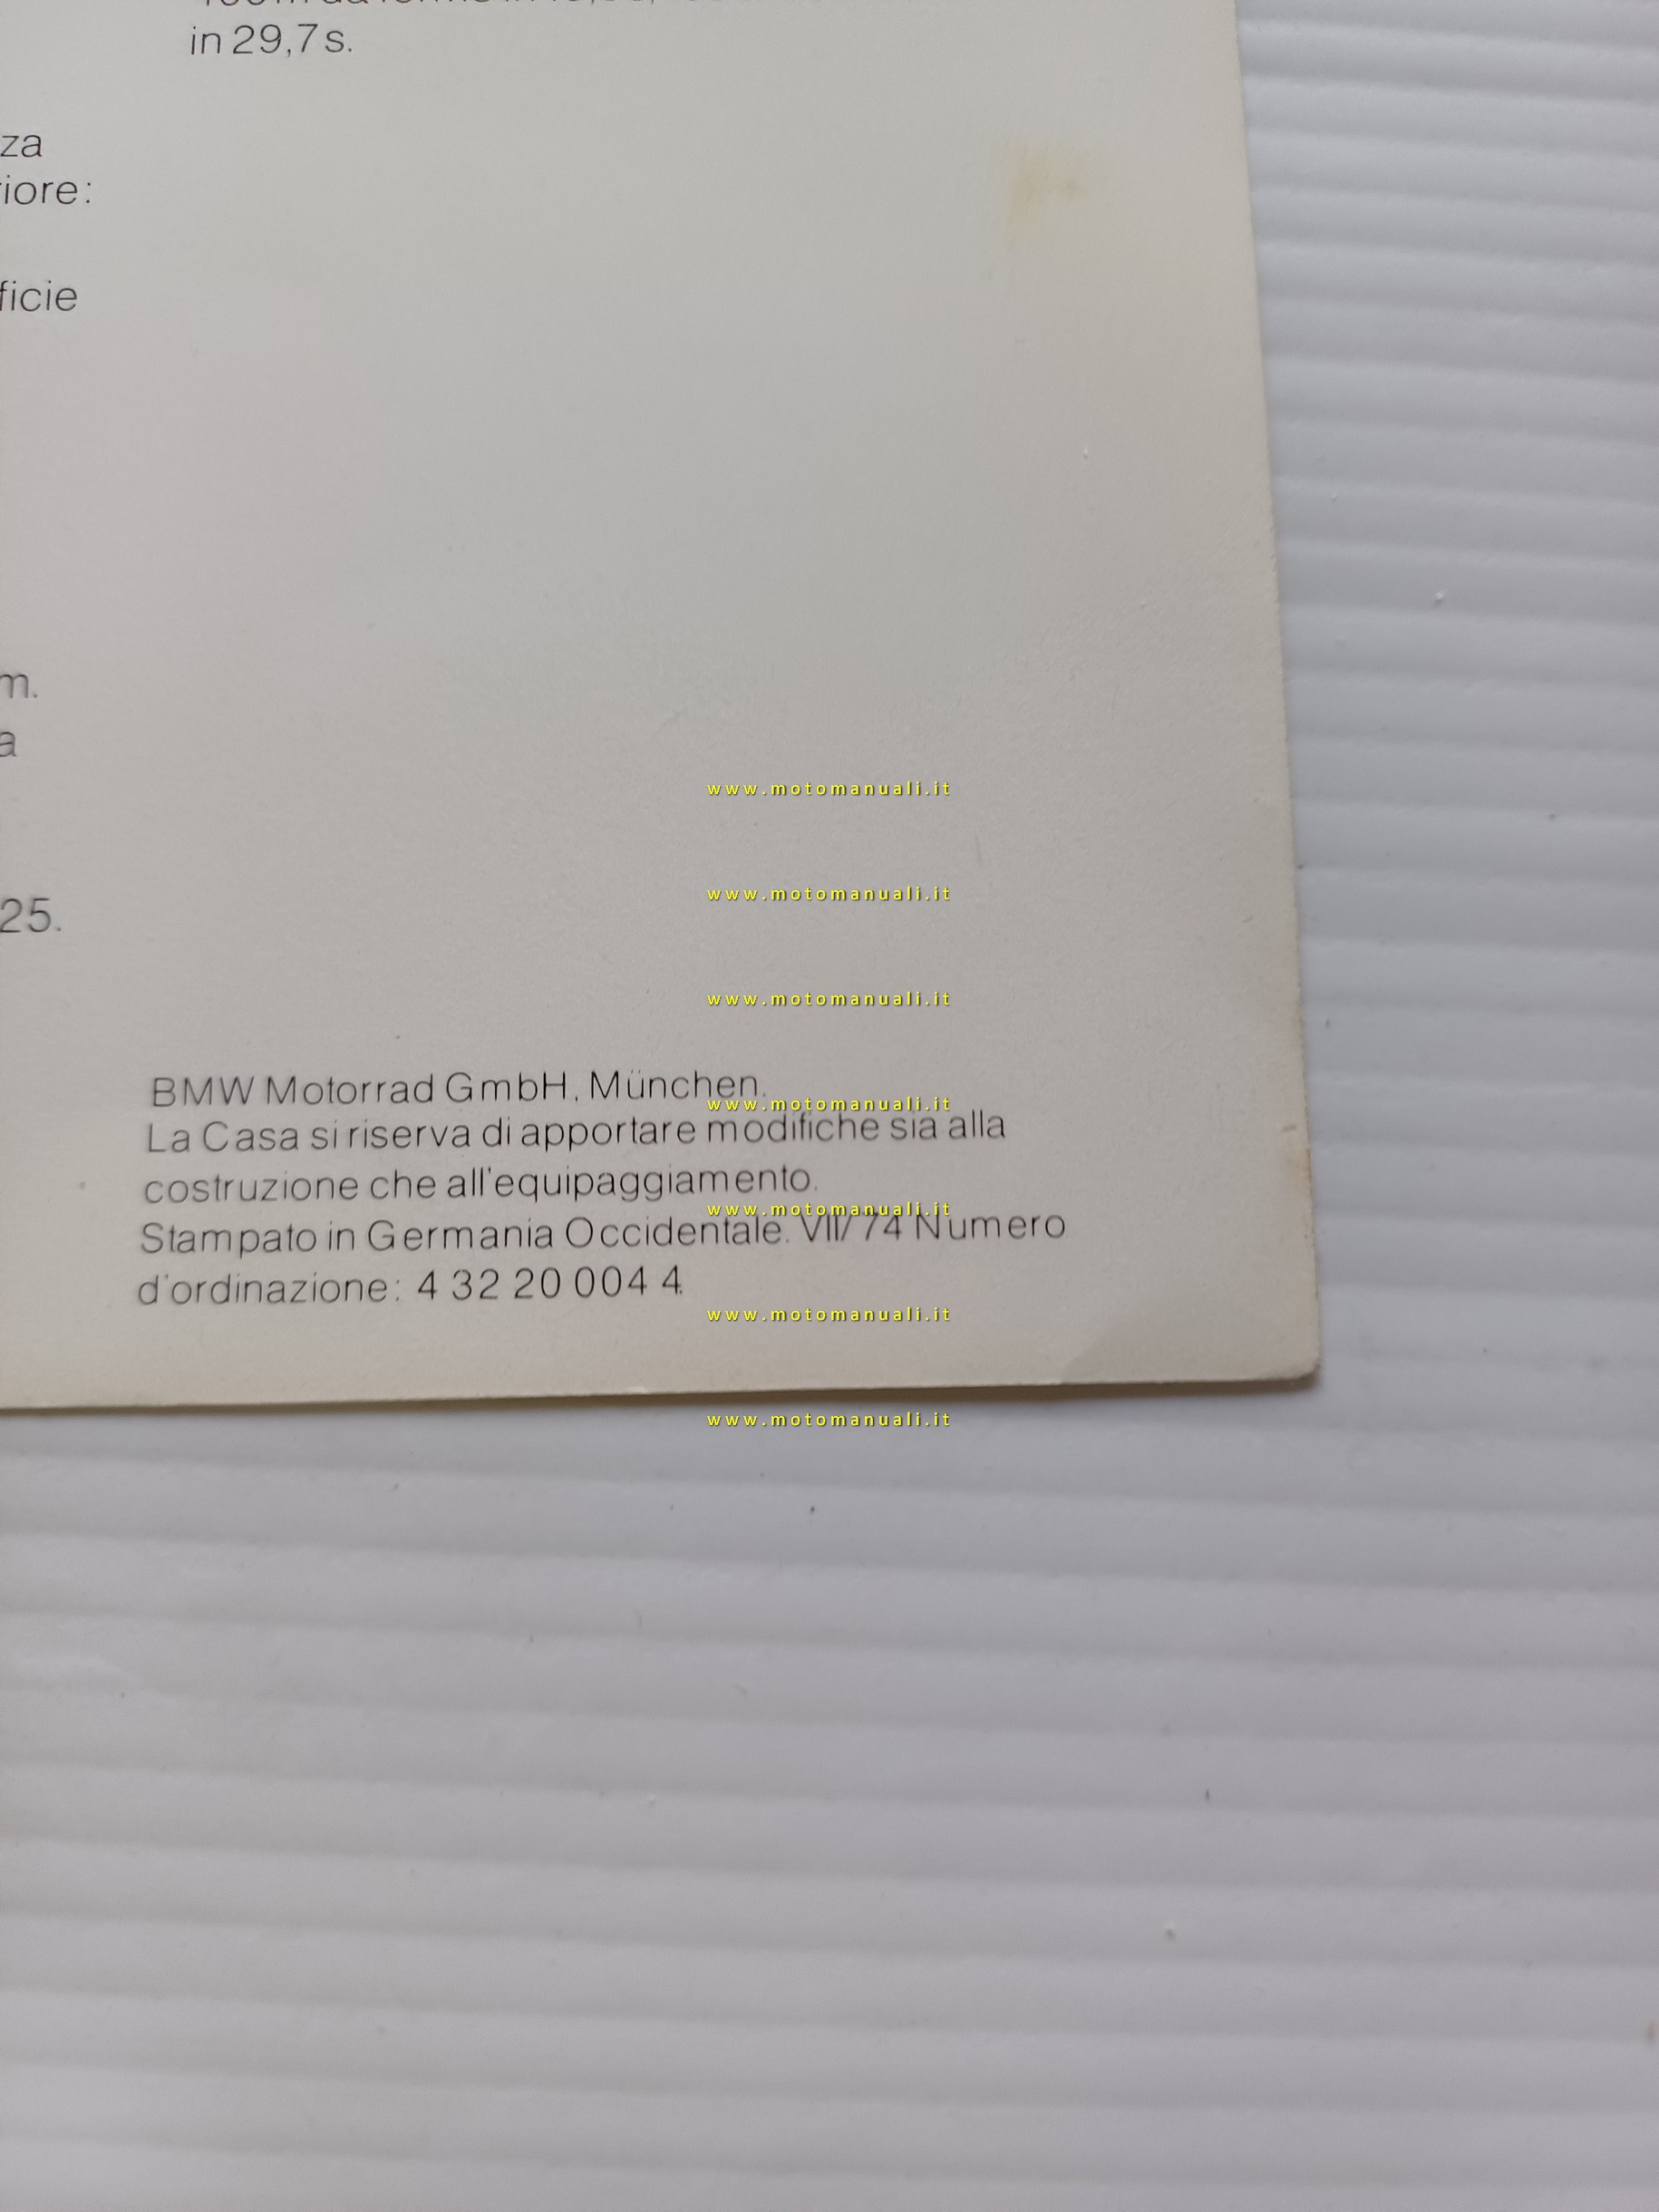 in 29,7 s.
za
riore:
ficie
m.
a
25.
www.motomanuali.it
www.motomanuali.it
www.motomanuali.it
BMW Motorrad GmbH, München.
www.motomanuali.it
La Casa si riserva di apportare modifiche sia alla
costruzione che all'equipaggiamento.
www.motomanuali.it
Stampato in Germania Occidentale. VII/74 Numero
d'ordinazione: 4 32 20 004 4.
www.motomanuali.it
www.motomanuali.it